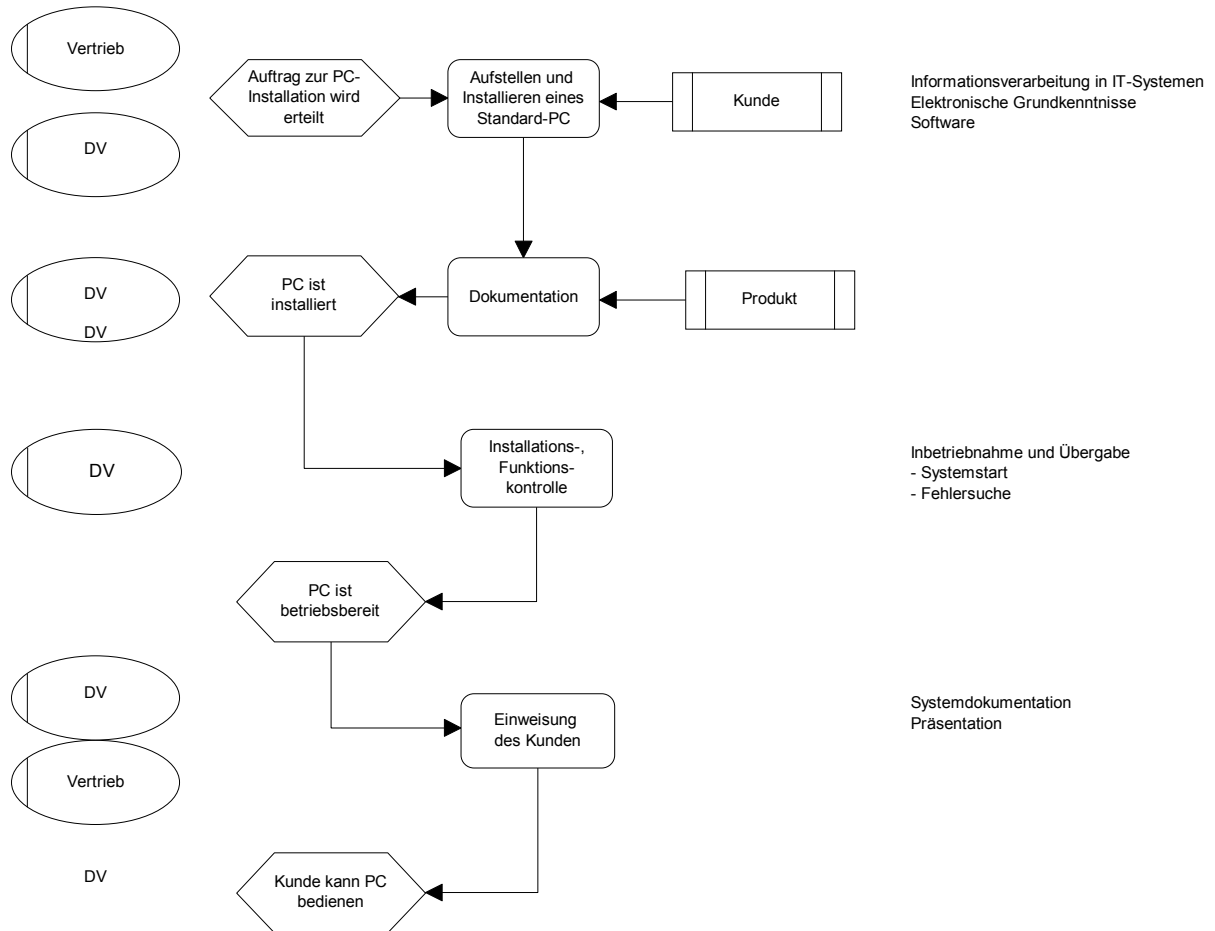 Vertrieb
Auftrag zur PC-
Installation wird
erteilt
Aufstellen und
Installieren eines
Standard-PC
Kunde
Informationsverarbeitung in IT-Systemen
Elektronische Grundkenntnisse
Software
DV
DV
DV
PC ist
installiert
Dokumentation
Produkt
DV
Installations-,
Funktions-
kontrolle
Inbetriebnahme und Übergabe
- Systemstart
- Fehlersuche
PC ist
betriebsbereit
DV
Vertrieb
Einweisung
des Kunden
Systemdokumentation
Präsentation
DV
Kunde kann PC
bedienen